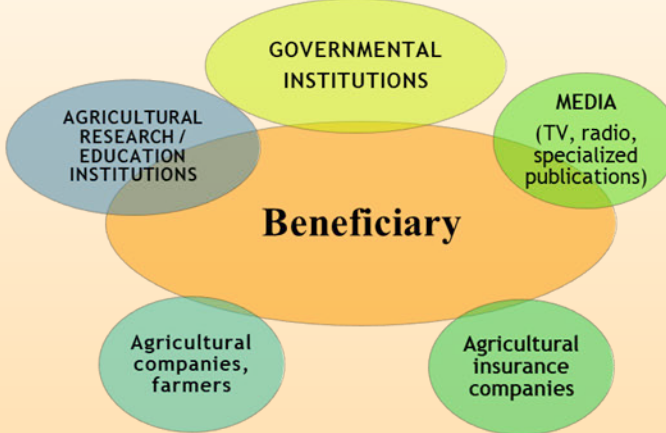 GOVERNMENTAL
INSTITUTIONS
AGRICULTURAL
RESEARCH /
EDUCATION
INSTITUTIONS
MEDIA
(TV, radio,
specialized
publications)
Beneficiary
Agricultural
companies,
farmers
Agricultural
insurance
companies